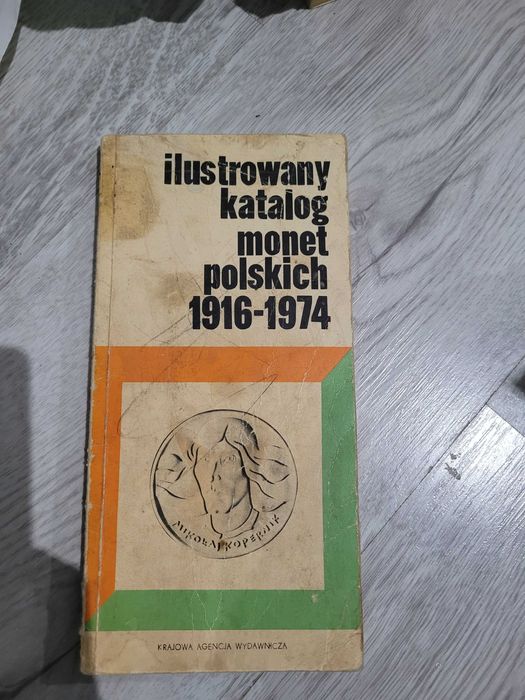 ilustrowany
katalog
monet
polskich
1916-1974
MIKOŁAJ KOPERNIK
KRAJOWA AGENCJA WYDAWNICZA